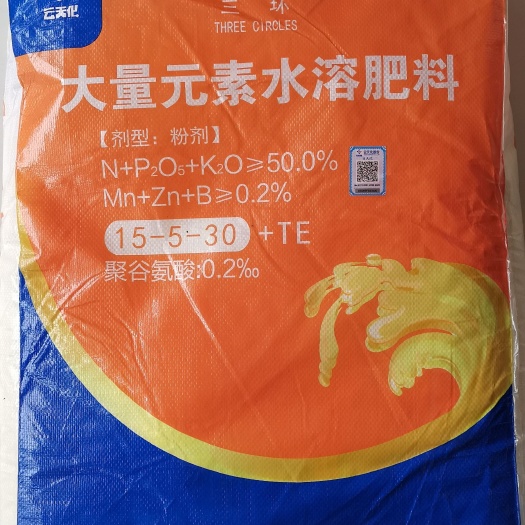 云天化
三环
THREE CIRCLES
大量元素水溶肥料
【剂型：粉剂】
N+P₂O₅+K₂O≥50.0%
Mn+Zn+B≥0.2%
15-5-30 +TE
聚谷氨酸:0.2‰